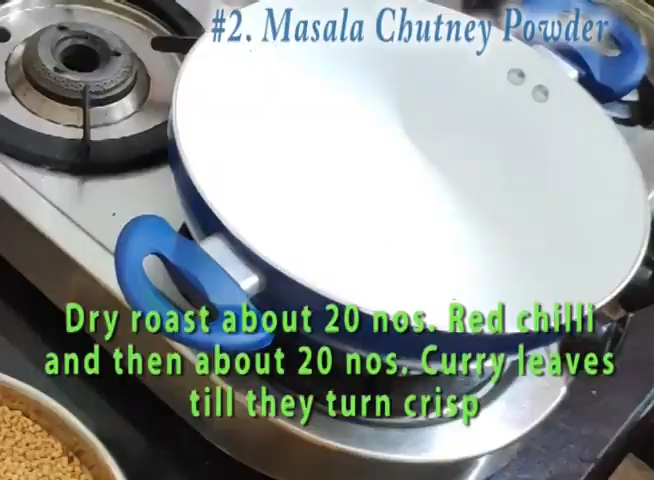 #2. Masala Chutney Powder
Dry roast about 20 nos. Red chilli
and then about 20 nos. Curry leaves
till they turn crisp